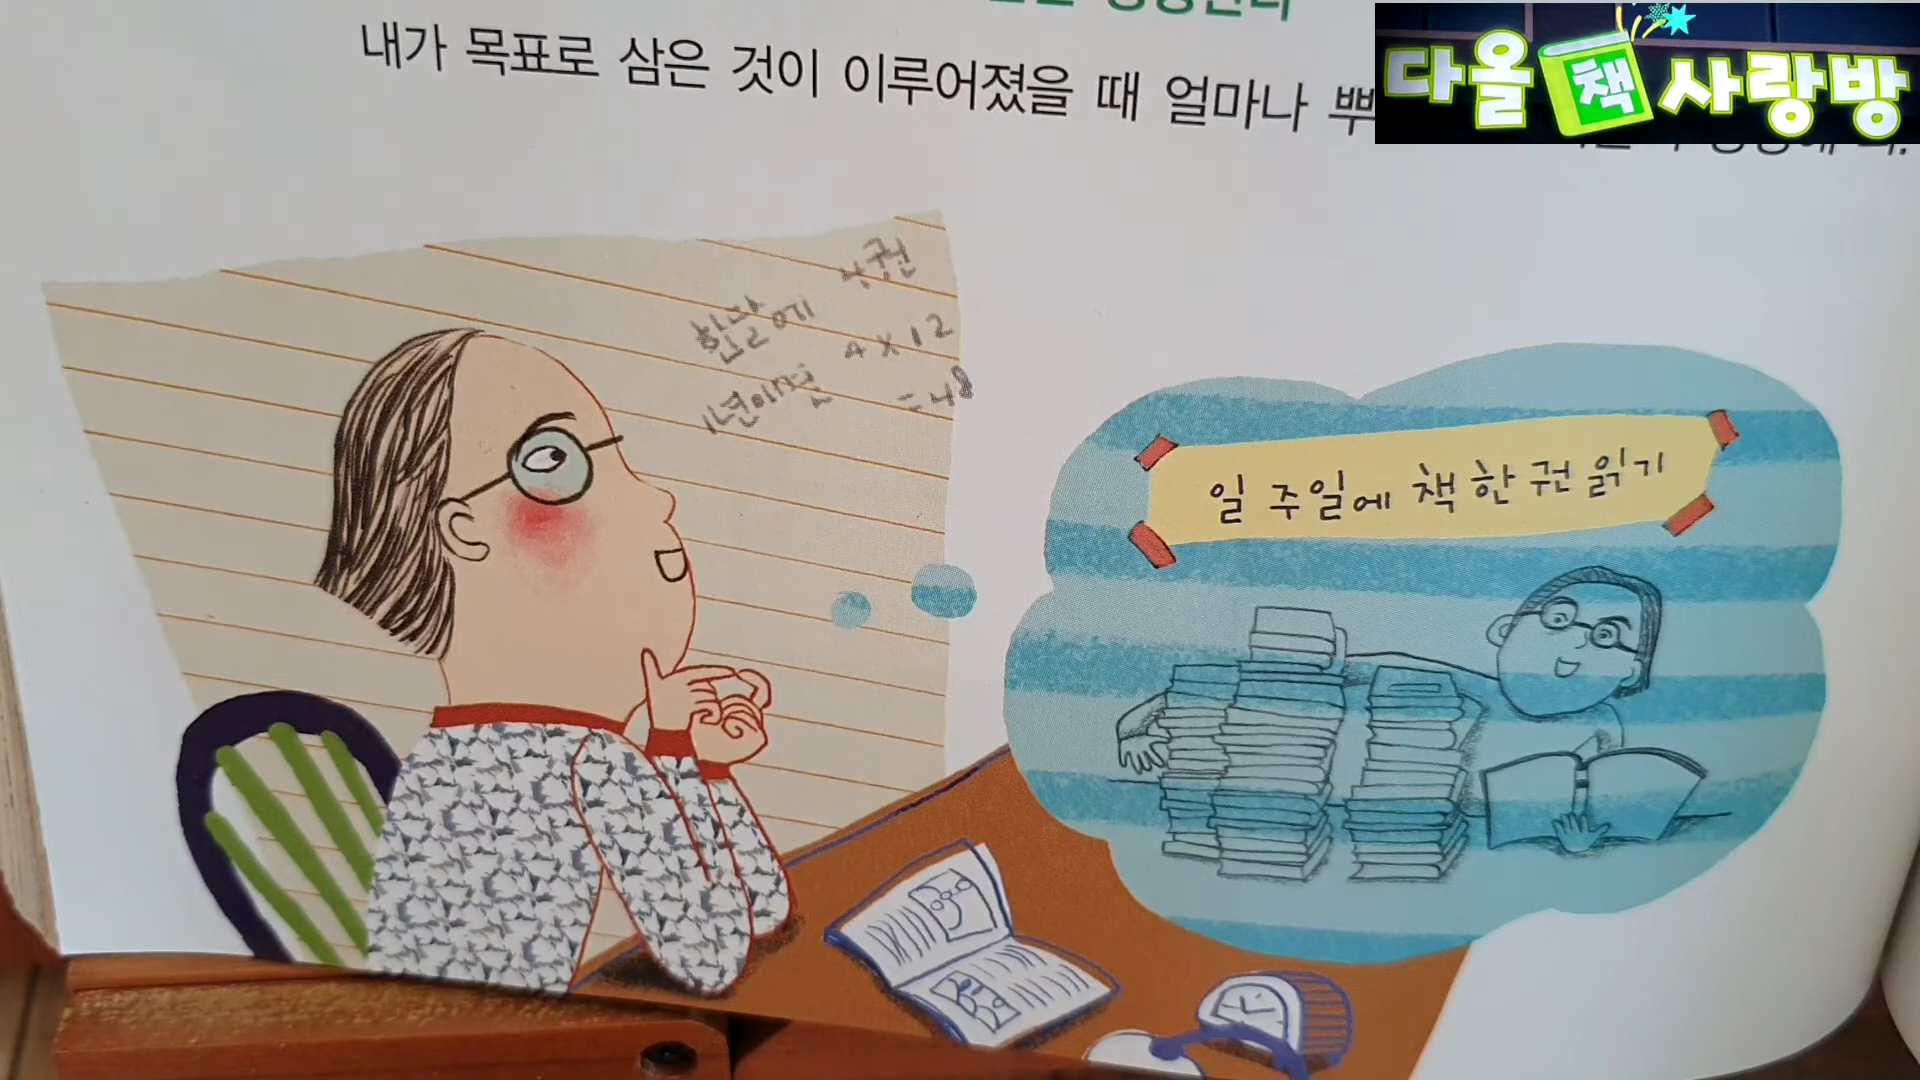 내가 목표로 삼은 것이 이루어졌을 때 얼마나
다올 책 사랑방
한달에 4권
1년이면 4×12
=48
일 주일에 책 한 권 읽기